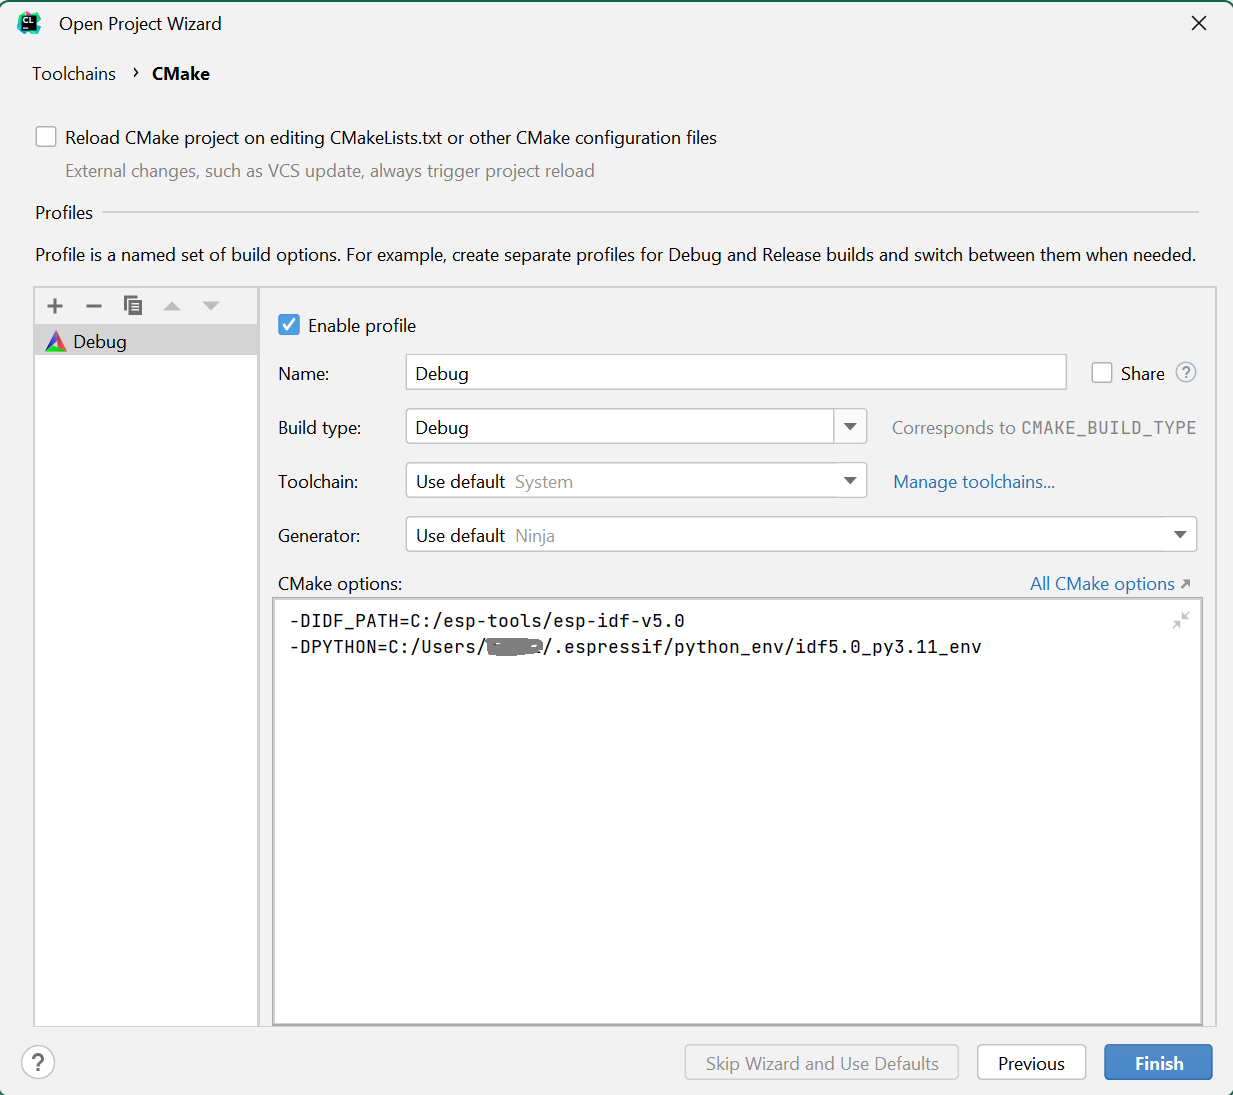 CL
Open Project Wizard
Toolchains › CMake
Reload CMake project on editing CMakeLists.txt or other CMake configuration files
External changes, such as VCS update, always trigger project reload
Profiles
Profile is a named set of build options. For example, create separate profiles for Debug and Release builds and switch between them when needed.
Debug
Enable profile
Name: Debug Share ?
Build type: Debug Corresponds to CMAKE_BUILD_TYPE
Toolchain: Use default System Manage toolchains...
Generator: Use default Ninja
CMake options: All CMake options
-DIDF_PATH=C:/esp-tools/esp-idf-v5.0
-DPYTHON=C:/Users/ /.espressif/python_env/idf5.0_py3.11_env
? Skip Wizard and Use Defaults Previous Finish